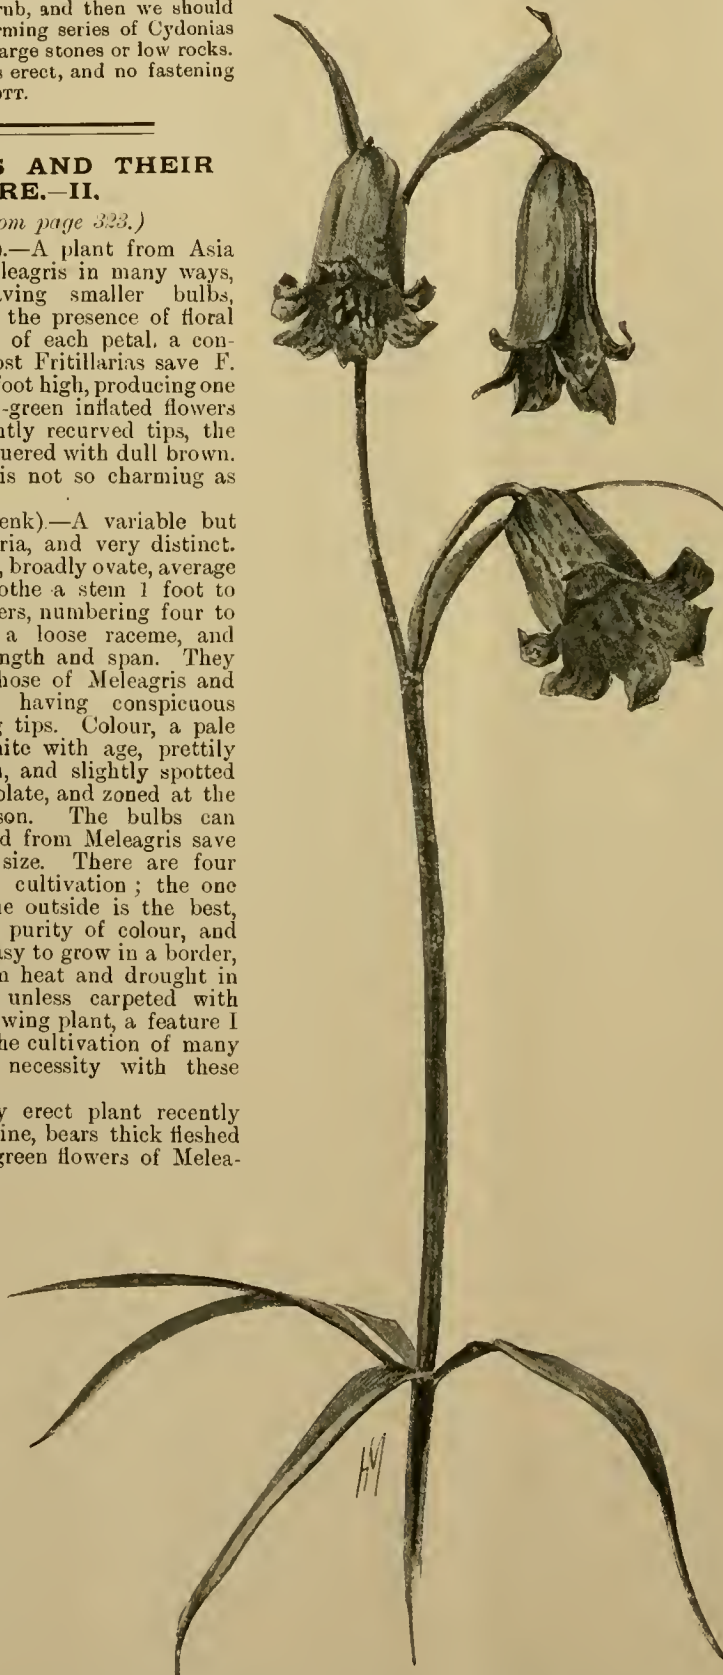 rub, and then we should
rming series of Cydonias
arge stones or low rocks.
s erect, and no fastening
OTT.
S AND THEIR
RE.—II.
om page 323.)
).—A plant from Asia
leagris in many ways,
ving smaller bulbs,
the presence of floral
of each petal, a con-
ost Fritillarias save F.
foot high, producing one
-green inflated flowers
ntly recurved tips, the
uered with dull brown.
is not so charming as
enk).—A variable but
ria, and very distinct.
, broadly ovate, average
othe a stem 1 foot to
ers, numbering four to
a loose raceme, and
ngth and span. They
hose of Meleagris and
having conspicuous
g tips. Colour, a pale
hite with age, prettily
n, and slightly spotted
olate, and zoned at the
son. The bulbs can
d from Meleagris save
size. There are four
cultivation; the one
he outside is the best,
purity of colour, and
asy to grow in a border,
m heat and drought in
unless carpeted with
wing plant, a feature I
he cultivation of many
necessity with these
y erect plant recently
ine, bears thick fleshed
green flowers of Melea-
HM